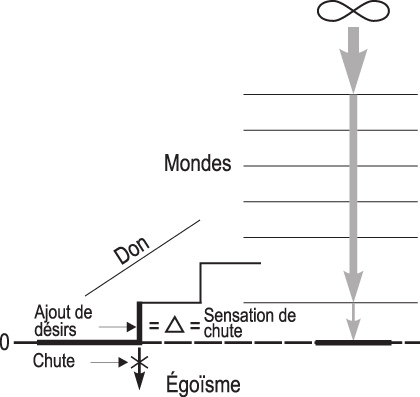 ∞
Mondes
Don
Ajout de
désirs
= △ =
Sensation de
chute
0
Chute
Égoïsme